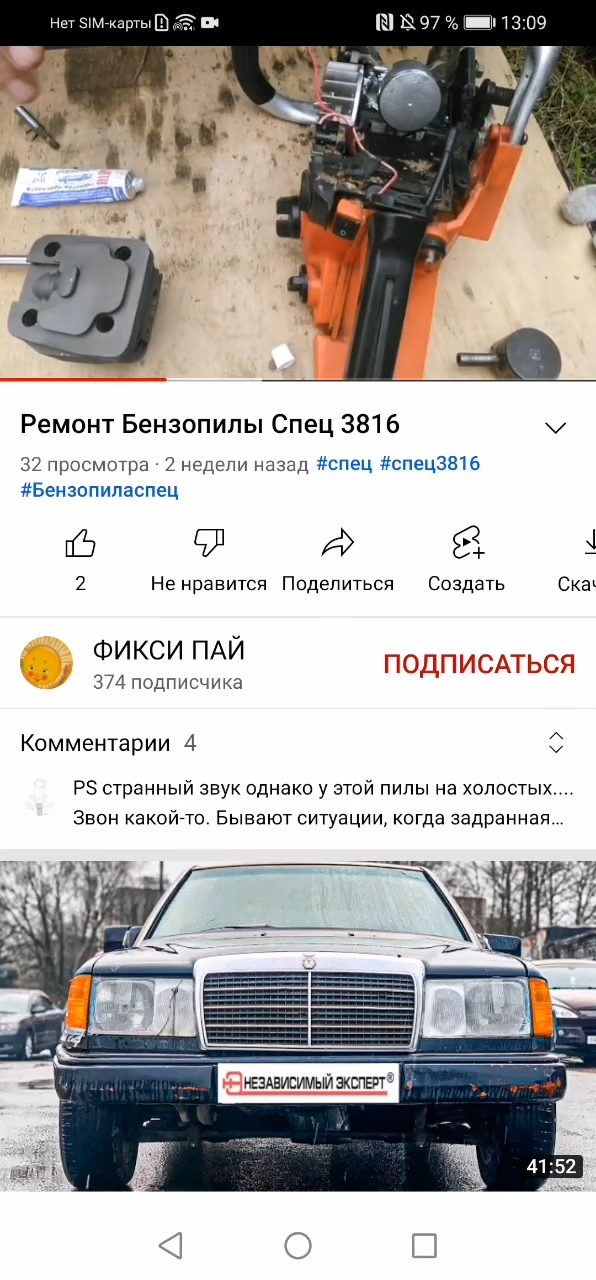 Нет SIM-карты 97 % 13:09
Ремонт Бензопилы Спец 3816
32 просмотра · 2 недели назад #спец #спец3816
#Бензопиласпец
2 Не нравится Поделиться Создать Скач
ФИКСИ ПАЙ
ПОДПИСАТЬСЯ
374 подписчика
Комментарии 4
PS странный звук однако у этой пилы на холостых....
Звон какой-то. Бывают ситуации, когда задранная...
НЕЗАВИСИМЫЙ ЭКСПЕРТ®
41:52